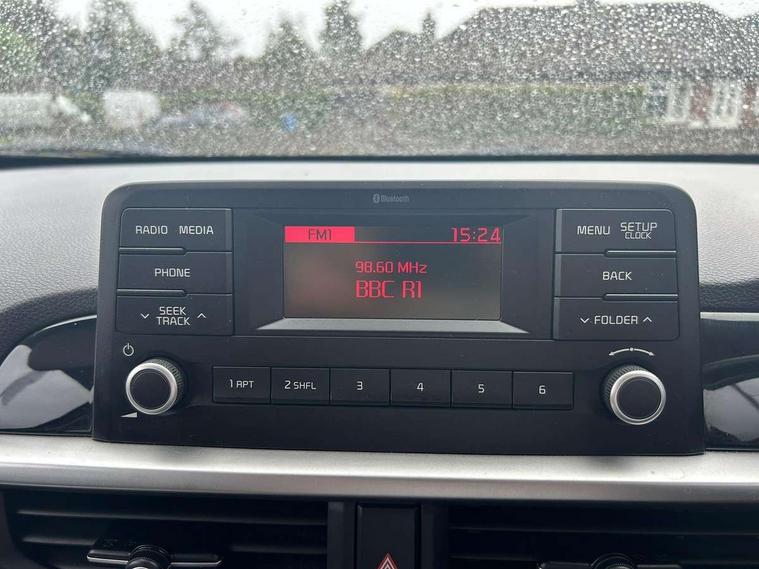 Bluetooth
RADIO MEDIA
PHONE
SEEK
TRACK
FM1 15:24
98.60 MHz
BBC R1
MENU SETUP
CLOCK
BACK
FOLDER
1 RPT 2 SHFL 3 4 5 6